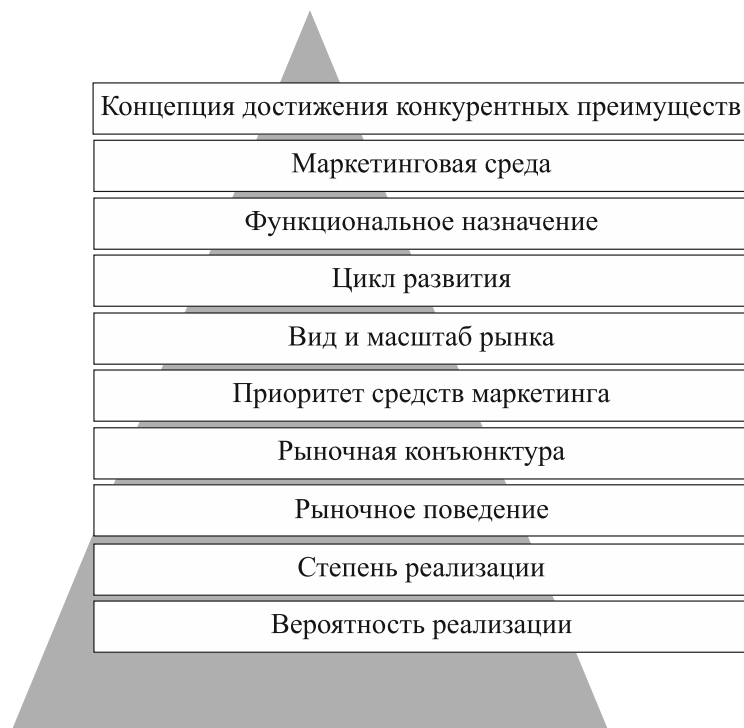 Концепция достижения конкурентных преимуществ
Маркетинговая среда
Функциональное назначение
Цикл развития
Вид и масштаб рынка
Приоритет средств маркетинга
Рыночная конъюнктура
Рыночное поведение
Степень реализации
Вероятность реализации